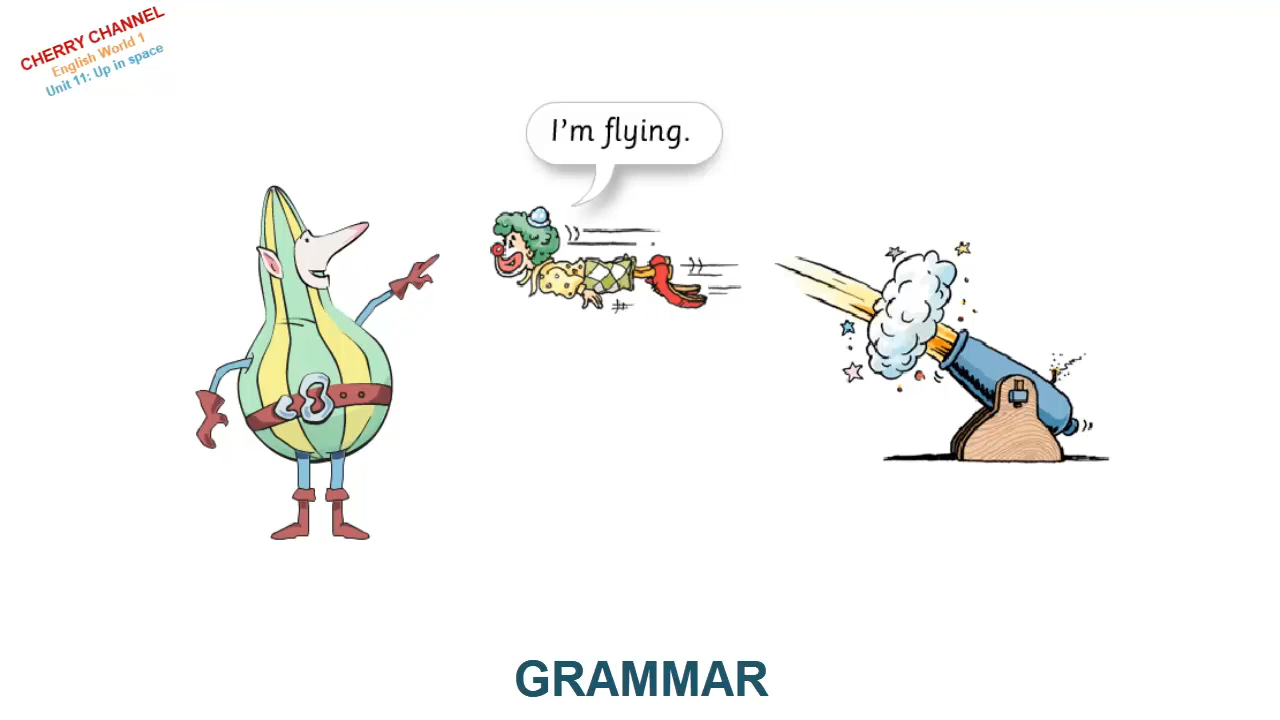 CHERRY CHANNEL
English World 1
Unit 11: Up in space
I'm flying.
GRAMMAR